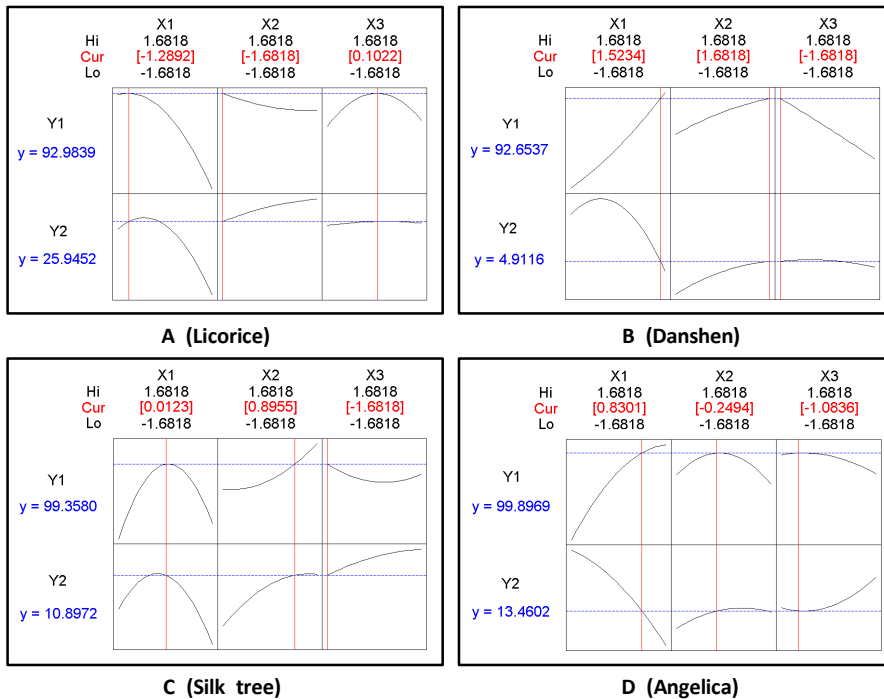 X1 X2 X3
Hi 1.6818 1.6818 1.6818
Cur [-1.2892] [-1.6818] [0.1022]
Lo -1.6818 -1.6818 -1.6818
Y1
y = 92.9839
Y2
y = 25.9452
A (Licorice)
X1 X2 X3
Hi 1.6818 1.6818 1.6818
Cur [1.5234] [1.6818] [-1.6818]
Lo -1.6818 -1.6818 -1.6818
Y1
y = 92.6537
Y2
y = 4.9116
B (Danshen)
X1 X2 X3
Hi 1.6818 1.6818 1.6818
Cur [0.0123] [0.8955] [-1.6818]
Lo -1.6818 -1.6818 -1.6818
Y1
y = 99.3580
Y2
y = 10.8972
C (Silk tree)
X1 X2 X3
Hi 1.6818 1.6818 1.6818
Cur [0.8301] [-0.2494] [-1.0836]
Lo -1.6818 -1.6818 -1.6818
Y1
y = 99.8969
Y2
y = 13.4602
D (Angelica)